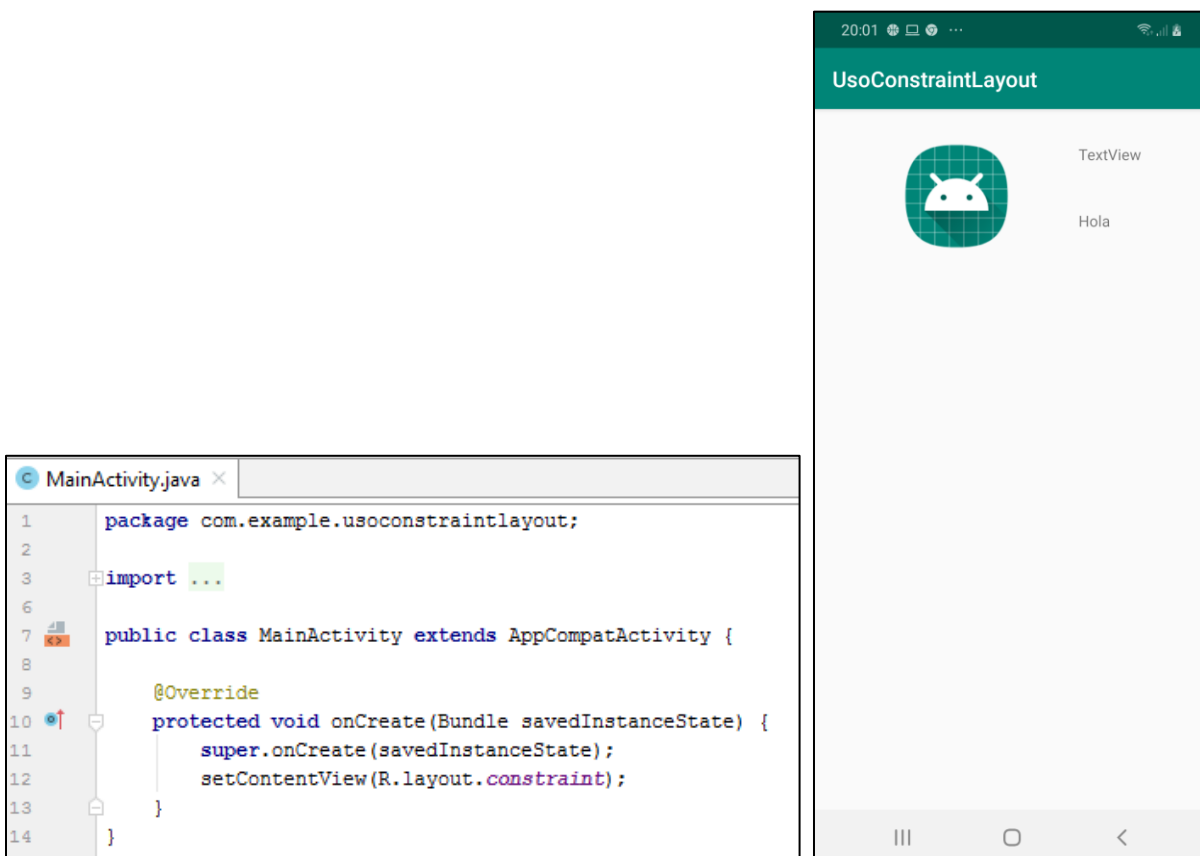 20:01
UsoConstraintLayout
TextView
Hola
MainActivity.java
1 package com.example.usoconstraintlayout;
2
3 import ...
6
7 public class MainActivity extends AppCompatActivity {
8
9 @Override
10 protected void onCreate(Bundle savedInstanceState) {
11 super.onCreate(savedInstanceState);
12 setContentView(R.layout.constraint);
13 }
14 }